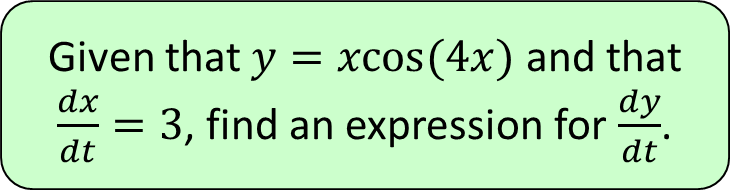 Given that y = xcos(4x) and that
dx/dt = 3, find an expression for dy/dt.